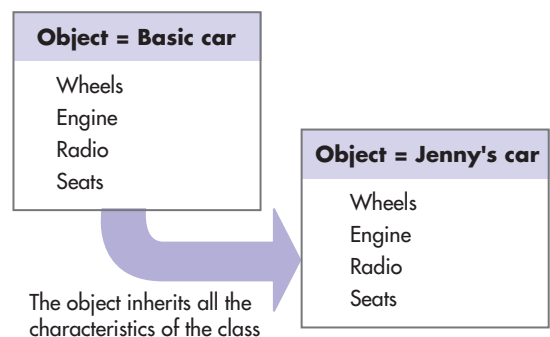 Object = Basic car
Wheels
Engine
Radio
Seats
Object = Jenny's car
Wheels
Engine
Radio
Seats
The object inherits all the
characteristics of the class